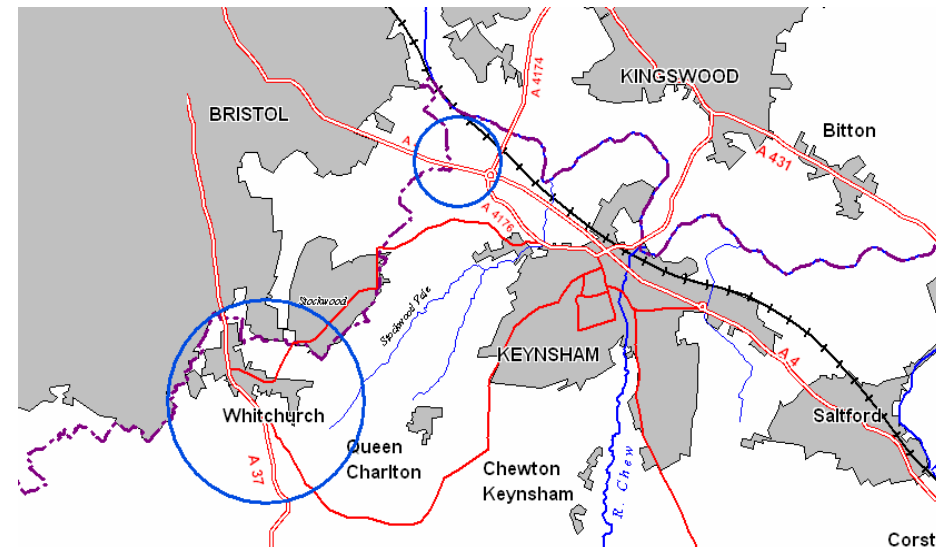 A 4174
KINGSWOOD
BRISTOL
Bitton
A
A 431
A 4176
Stockwood
Stockwood Vale
KEYNSHAM
A 4
Whitchurch
Saltford
Queen
Charlton
A 37
Chewton
Keynsham
R. Chew
Corst